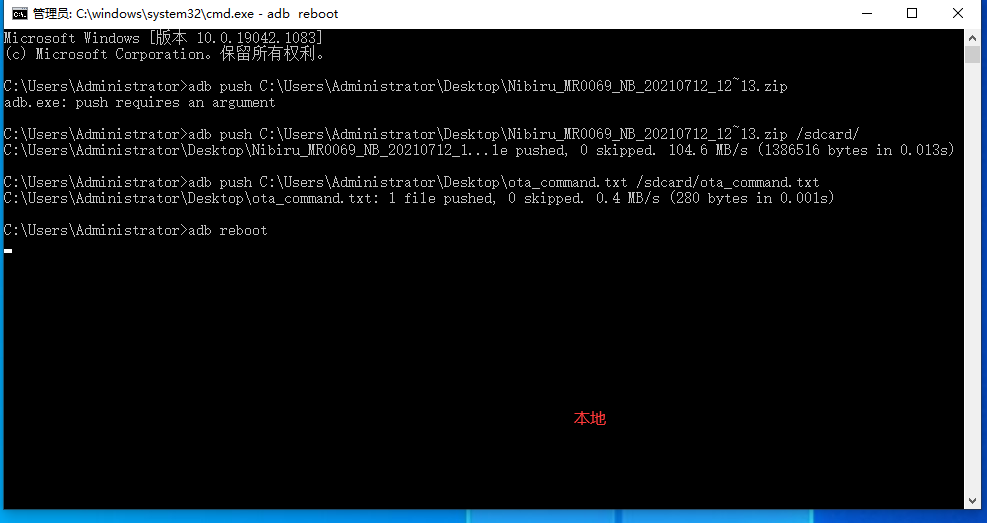 管理员: C:\windows\system32\cmd.exe - adb  reboot
Microsoft Windows [版本 10.0.19042.1083]
(c) Microsoft Corporation。保留所有权利。
C:\Users\Administrator>adb push C:\Users\Administrator\Desktop\Nibiru_MR0069_NB_20210712_12~13.zip
adb.exe: push requires an argument
C:\Users\Administrator>adb push C:\Users\Administrator\Desktop\Nibiru_MR0069_NB_20210712_12~13.zip /sdcard/
C:\Users\Administrator\Desktop\Nibiru_MR0069_NB_20210712_1...le pushed, 0 skipped. 104.6 MB/s (1386516 bytes in 0.013s)
C:\Users\Administrator>adb push C:\Users\Administrator\Desktop\ota_command.txt /sdcard/ota_command.txt
C:\Users\Administrator\Desktop\ota_command.txt: 1 file pushed, 0 skipped. 0.4 MB/s (280 bytes in 0.001s)
C:\Users\Administrator>adb reboot
本地